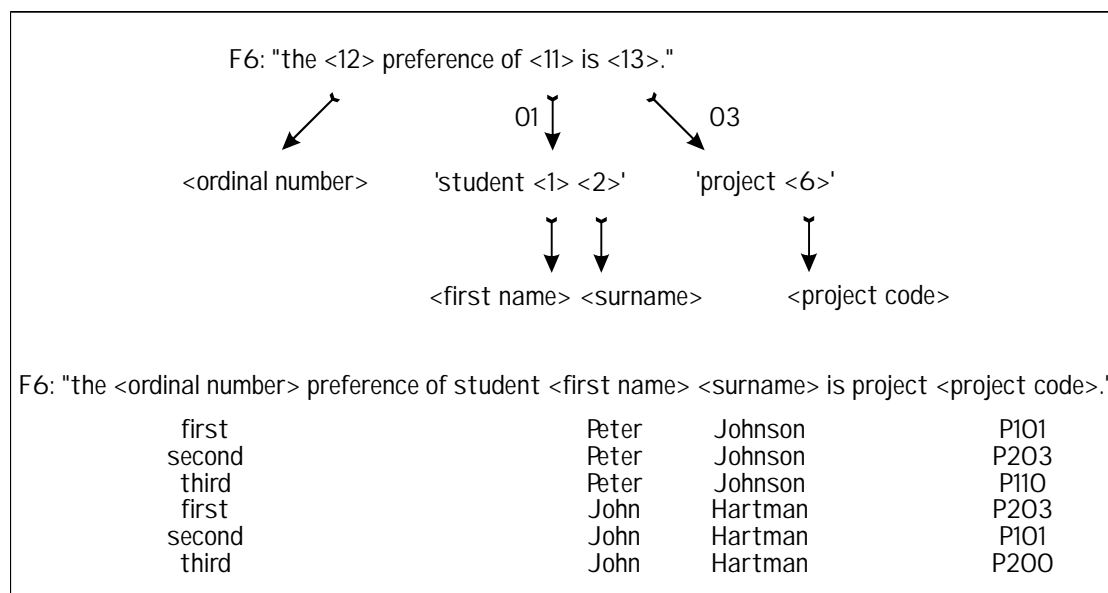 F6: "the <12> preference of <11> is <13>."
O1 O3
<ordinal number> 'student <1> <2>' 'project <6>'
<first name> <surname> <project code>
F6: "the <ordinal number> preference of student <first name> <surname> is project <project code>."
first Peter Johnson P101
second Peter Johnson P203
third Peter Johnson P110
first John Hartman P203
second John Hartman P101
third John Hartman P200